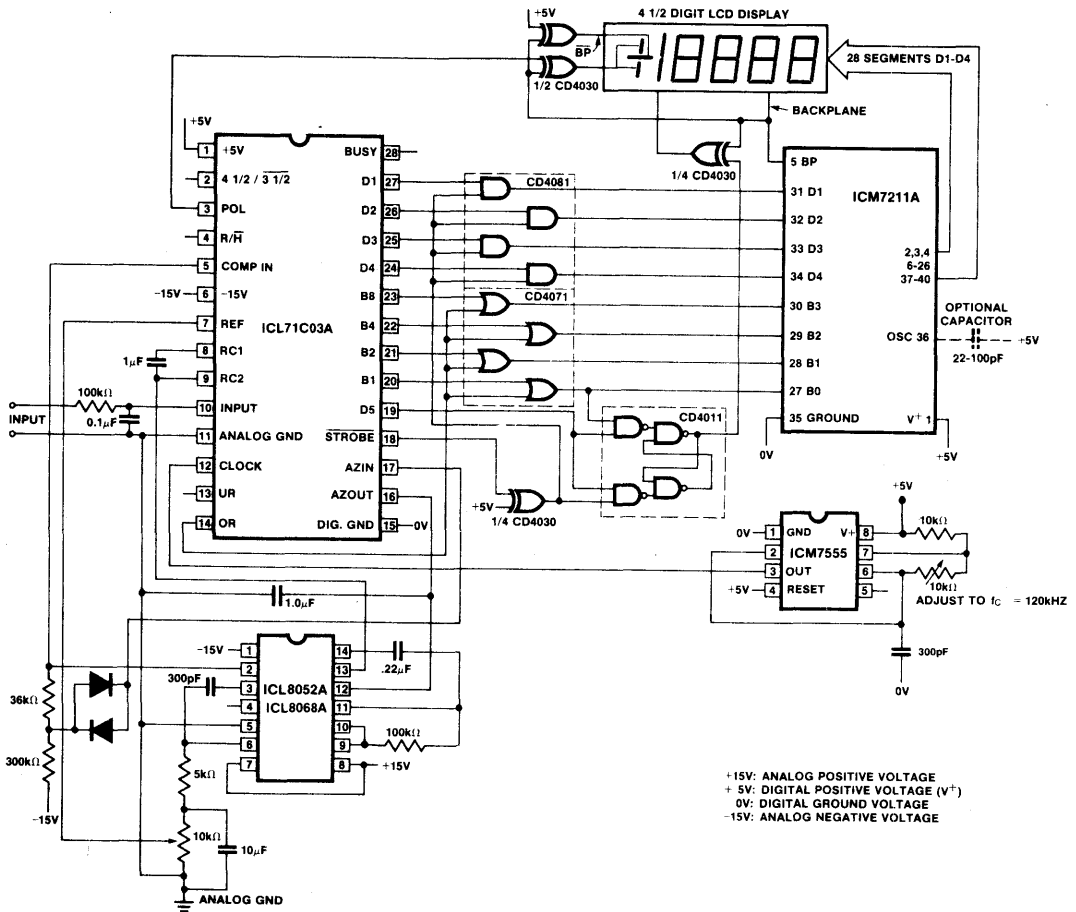 4 1/2 DIGIT LCD DISPLAY
+5V
BP
28 SEGMENTS D1-D4
1/2 CD4030
BACKPLANE
1/4 CD4030
+5V
1 +5V
2 4 1/2 / 3 1/2
3 POL
4 R/H
5 COMP IN
-15V 6 -15V
7 REF
8 RC1
9 RC2
10 INPUT
11 ANALOG GND
12 CLOCK
13 UR
14 OR
ICL71C03A
BUSY 28
D1 27
D2 26
D3 25
D4 24
B8 23
B4 22
B2 21
B1 20
D5 19
STROBE 18
AZIN 17
AZOUT 16
DIG. GND 15 0V
1μF
100kΩ
INPUT
0.1μF
CD4081
CD4071
CD4011
+5V
1/4 CD4030
5 BP
ICM7211A
31 D1
32 D2
33 D3
34 D4
30 B3
29 B2
28 B1
27 B0
35 GROUND
2,3,4
6-26
37-40
OSC 36
V+ 1
OPTIONAL
CAPACITOR
+5V
22-100pF
0V
+5V
+5V
0V 1 GND V+ 8
10kΩ
ICM7555
2 7
3 OUT 6
+5V 4 RESET 5
10kΩ
ADJUST TO fC = 120kHZ
300pF
0V
1.0μF
-15V 1
2
300pF 3
4
5
6
7
ICL8052A
ICL8068A
14
13
12
11
10
9
8
.22μF
100kΩ
+15V
36kΩ
300kΩ
-15V
5kΩ
10kΩ
10μF
ANALOG GND
+15V: ANALOG POSITIVE VOLTAGE
+ 5V: DIGITAL POSITIVE VOLTAGE (V+)
0V: DIGITAL GROUND VOLTAGE
-15V: ANALOG NEGATIVE VOLTAGE